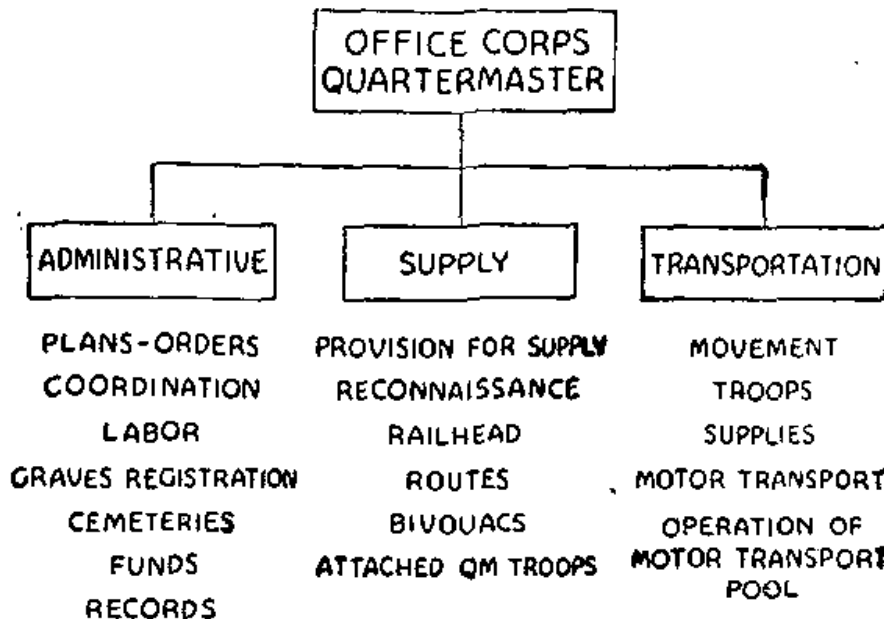 OFFICE CORPS
QUARTERMASTER
ADMINISTRATIVE
PLANS-ORDERS
COORDINATION
LABOR
GRAVES REGISTRATION
CEMETERIES
FUNDS
RECORDS
SUPPLY
PROVISION FOR SUPPLY
RECONNAISSANCE
RAILHEAD
ROUTES
BIVOUACS
ATTACHED QM TROOPS
TRANSPORTATION
MOVEMENT
TROOPS
SUPPLIES
MOTOR TRANSPORT
OPERATION OF
MOTOR TRANSPORT
POOL